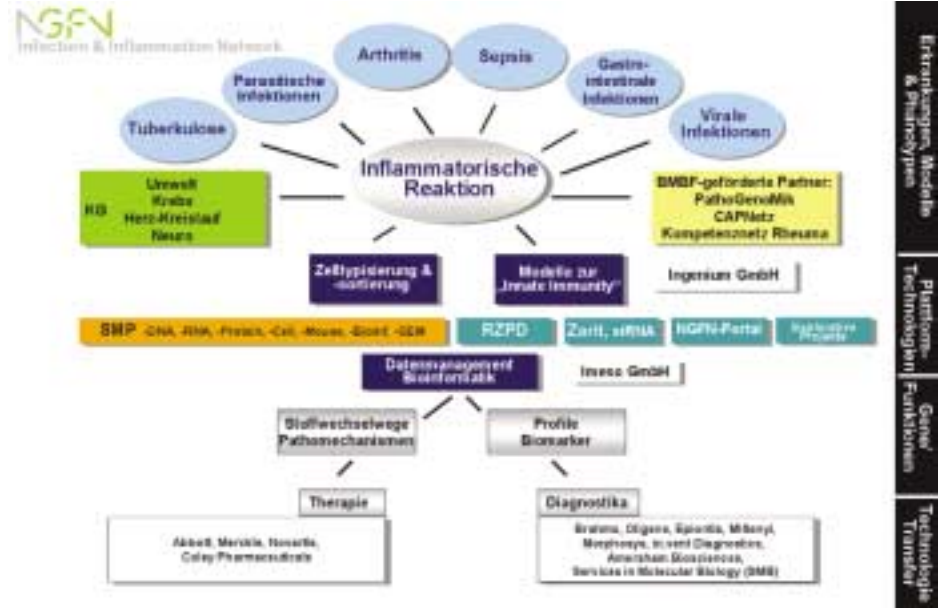 NGFN
Infection & Inflammation Network
Arthritis
Sepsis
Parasitische
Infektionen
Gastro-
intestinale
Infektionen
Tuberkulose
Virale
Infektionen
Inflammatorische
Reaktion
KG
Umwelt
Krebs
Herz-Kreislauf
Neuro
BMBF-geförderte Partner:
PathoGenoMik
CAPNetz
Kompetenznetz Rheuma
Zelltypisierung &
-sortierung
Modelle zur
„Innate Immunity“
Ingenium GmbH
SMP -DNA, -RNA, -Protein, -Cell, -Mouse, -Bioinf, -GEM
RZPD
Zentr. siRNA
NGFN-Portal
Projekte
Datenmanagement
Bioinformatik
Imess GmbH
Stoffwechselwege
Pathomechanismen
Profile
Biomarker
Therapie
Diagnostika
Abbott, Merckle, Novartis,
Coley Pharmaceuticals
Brahms, Oligene, Epiontis, Miltenyi,
Morphosys, in.vent Diagnostics,
Amersham Biosciences,
Services in Molecular Biology (SMB)
Erkrankungen, Modelle
& Phänotypen
Plattform-
Technologien
Gene/
Funktionen
Technologie
Transfer